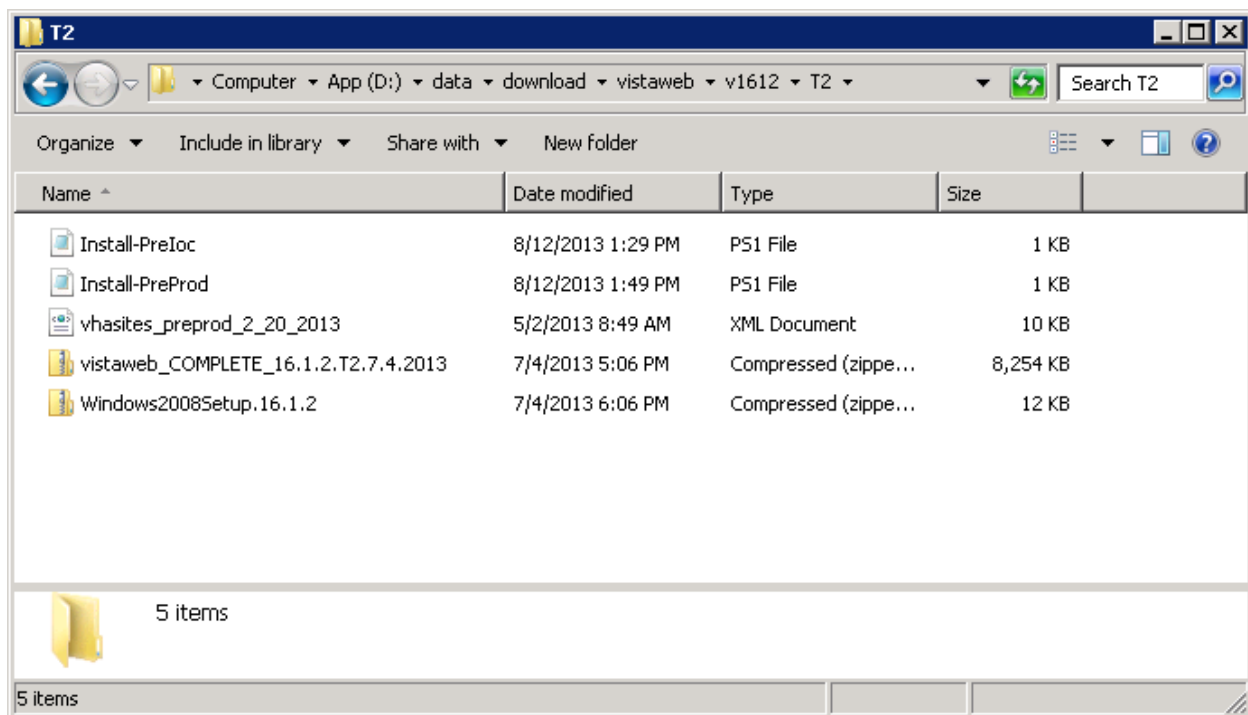 T2
Computer App (D:) data download vistaweb v1612 T2 Search T2
Organize Include in library Share with New folder
Name Date modified Type Size
Install-PreIoc 8/12/2013 1:29 PM PS1 File 1 KB
Install-PreProd 8/12/2013 1:49 PM PS1 File 1 KB
vhasites_preprod_2_20_2013 5/2/2013 8:49 AM XML Document 10 KB
vistaweb_COMPLETE_16.1.2.T2.7.4.2013 7/4/2013 5:06 PM Compressed (zippe... 8,254 KB
Windows2008Setup.16.1.2 7/4/2013 6:06 PM Compressed (zippe... 12 KB
5 items
5 items